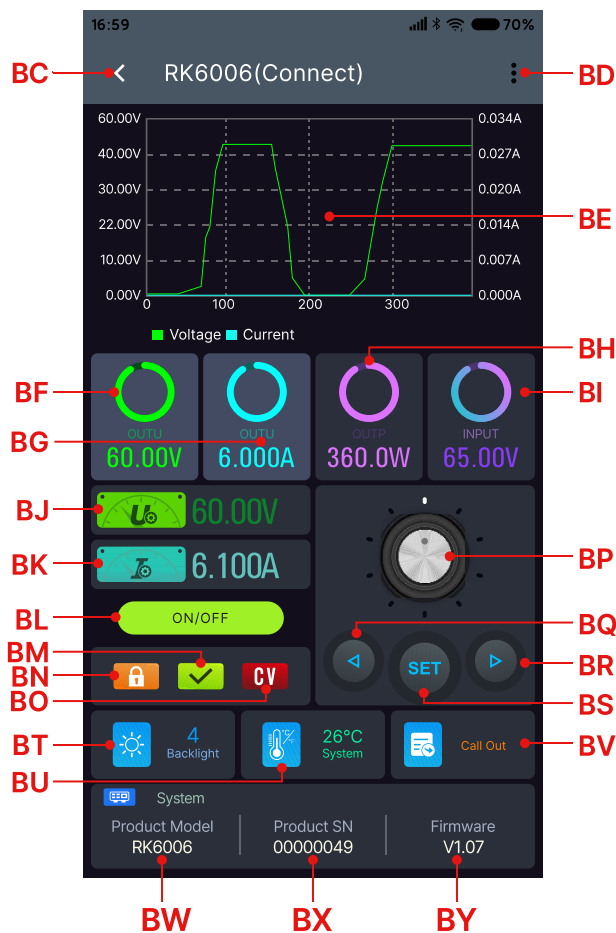 16:59 70%
BC RK6006(Connect) BD
60.00V 0.034A
40.00V 0.027A
30.00V 0.020A
22.00V 0.014A BE
10.00V 0.007A
0.00V 0.000A
0 100 200 300
Voltage Current
BH
BF BI
BG OUTU OUTU OUTP INPUT
60.00V 6.000A 360.0W 65.00V
BJ U 60.00V
BK I 6.100A BP
BL ON/OFF BQ
BM
BN CV BR
BO SET BS
BT 4 °C/°F 26°C BV
Backlight System Call Out
BU
System
Product Model Product SN Firmware
RK6006 00000049 V1.07
BW BX BY